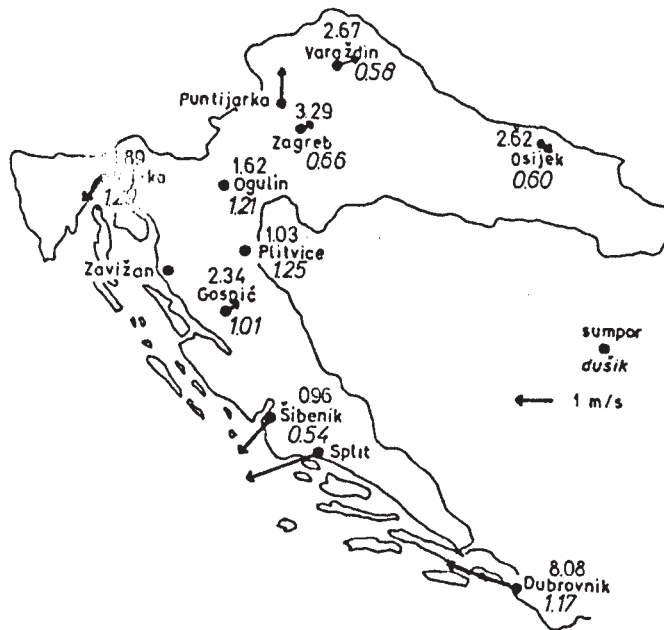 2.67
Varaždin
0.58
Puntijarka
3.29
Zagreb
0.66
2.62
Osijek
0.60
89
1.62
Ogulin
1.21
1.03
Plitvice
1.25
Zavižan
2.34
Gospić
1.01
sumpor
dušik
1 m/s
0.96
Šibenik
0.54
Split
8.08
Dubrovnik
1.17